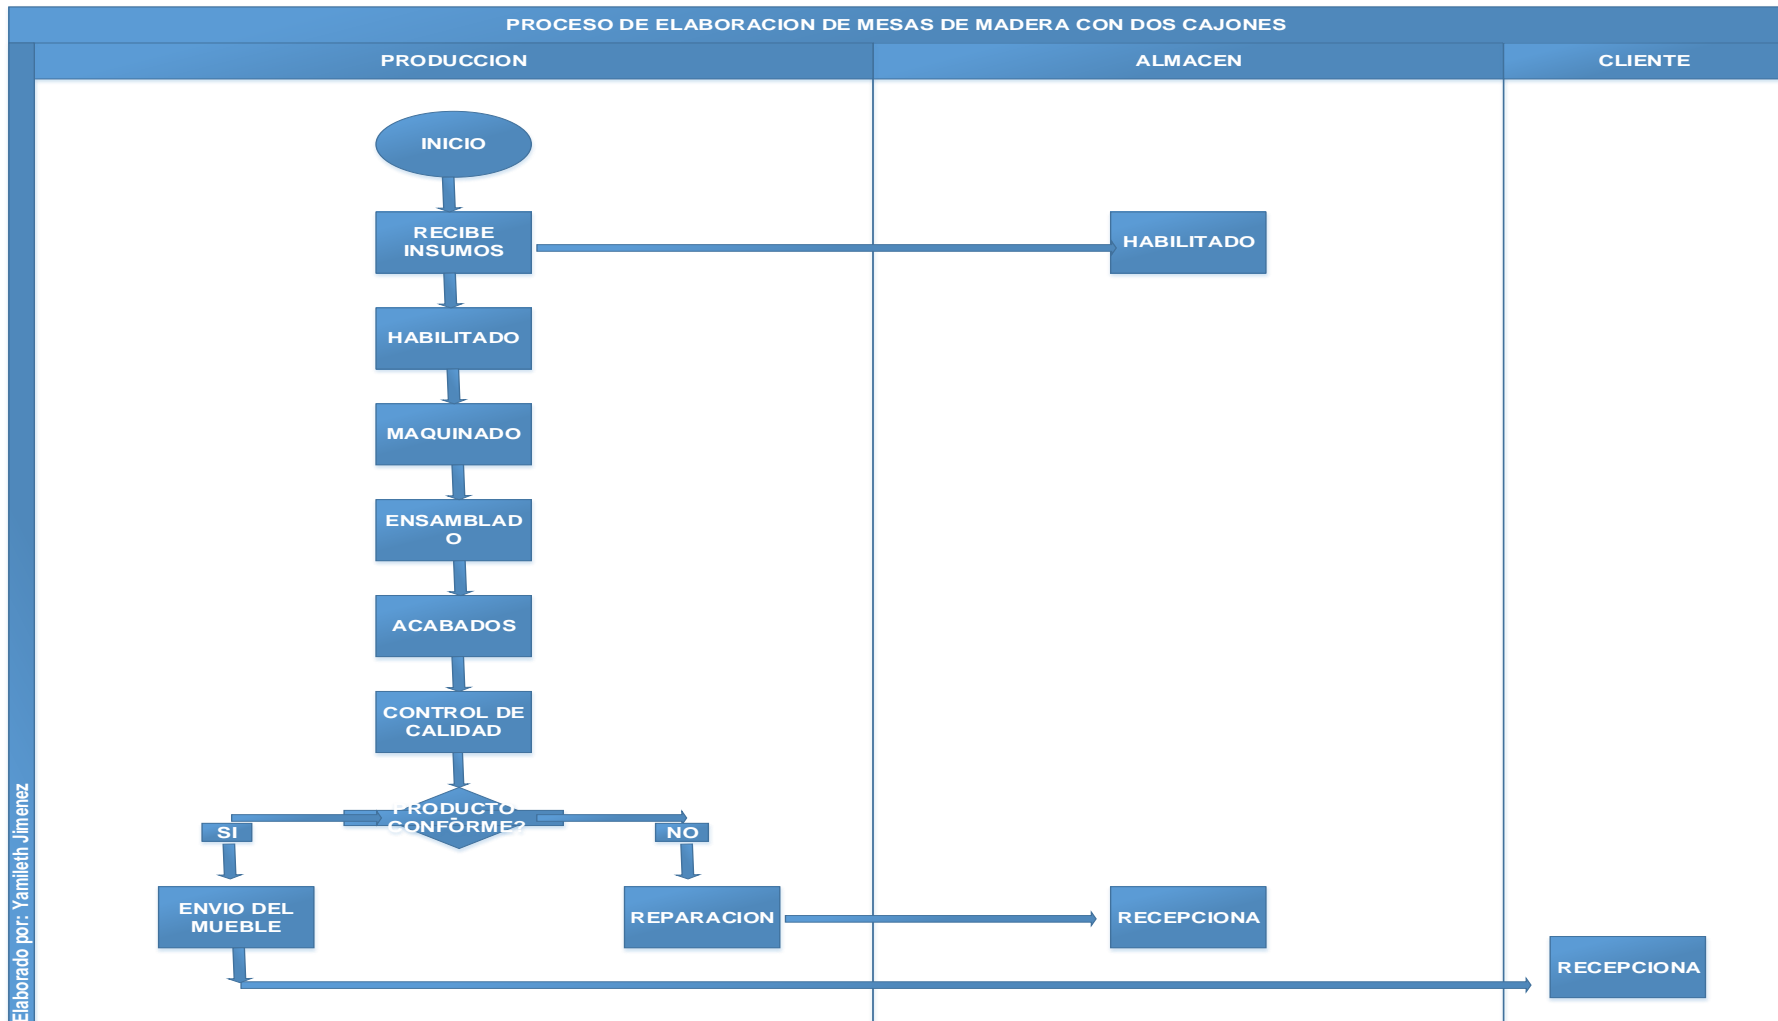 PROCESO DE ELABORACION DE MESAS DE MADERA CON DOS CAJONES
PRODUCCION
ALMACEN
CLIENTE
INICIO
RECIBE
INSUMOS
HABILITADO
HABILITADO
MAQUINADO
ENSAMBLAD
O
ACABADOS
CONTROL DE
CALIDAD
PRODUCTO
CONFORME?
SI
NO
ENVIO DEL
MUEBLE
REPARACION
RECEPCIONA
RECEPCIONA
Elaborado por: Yamileth Jimenez